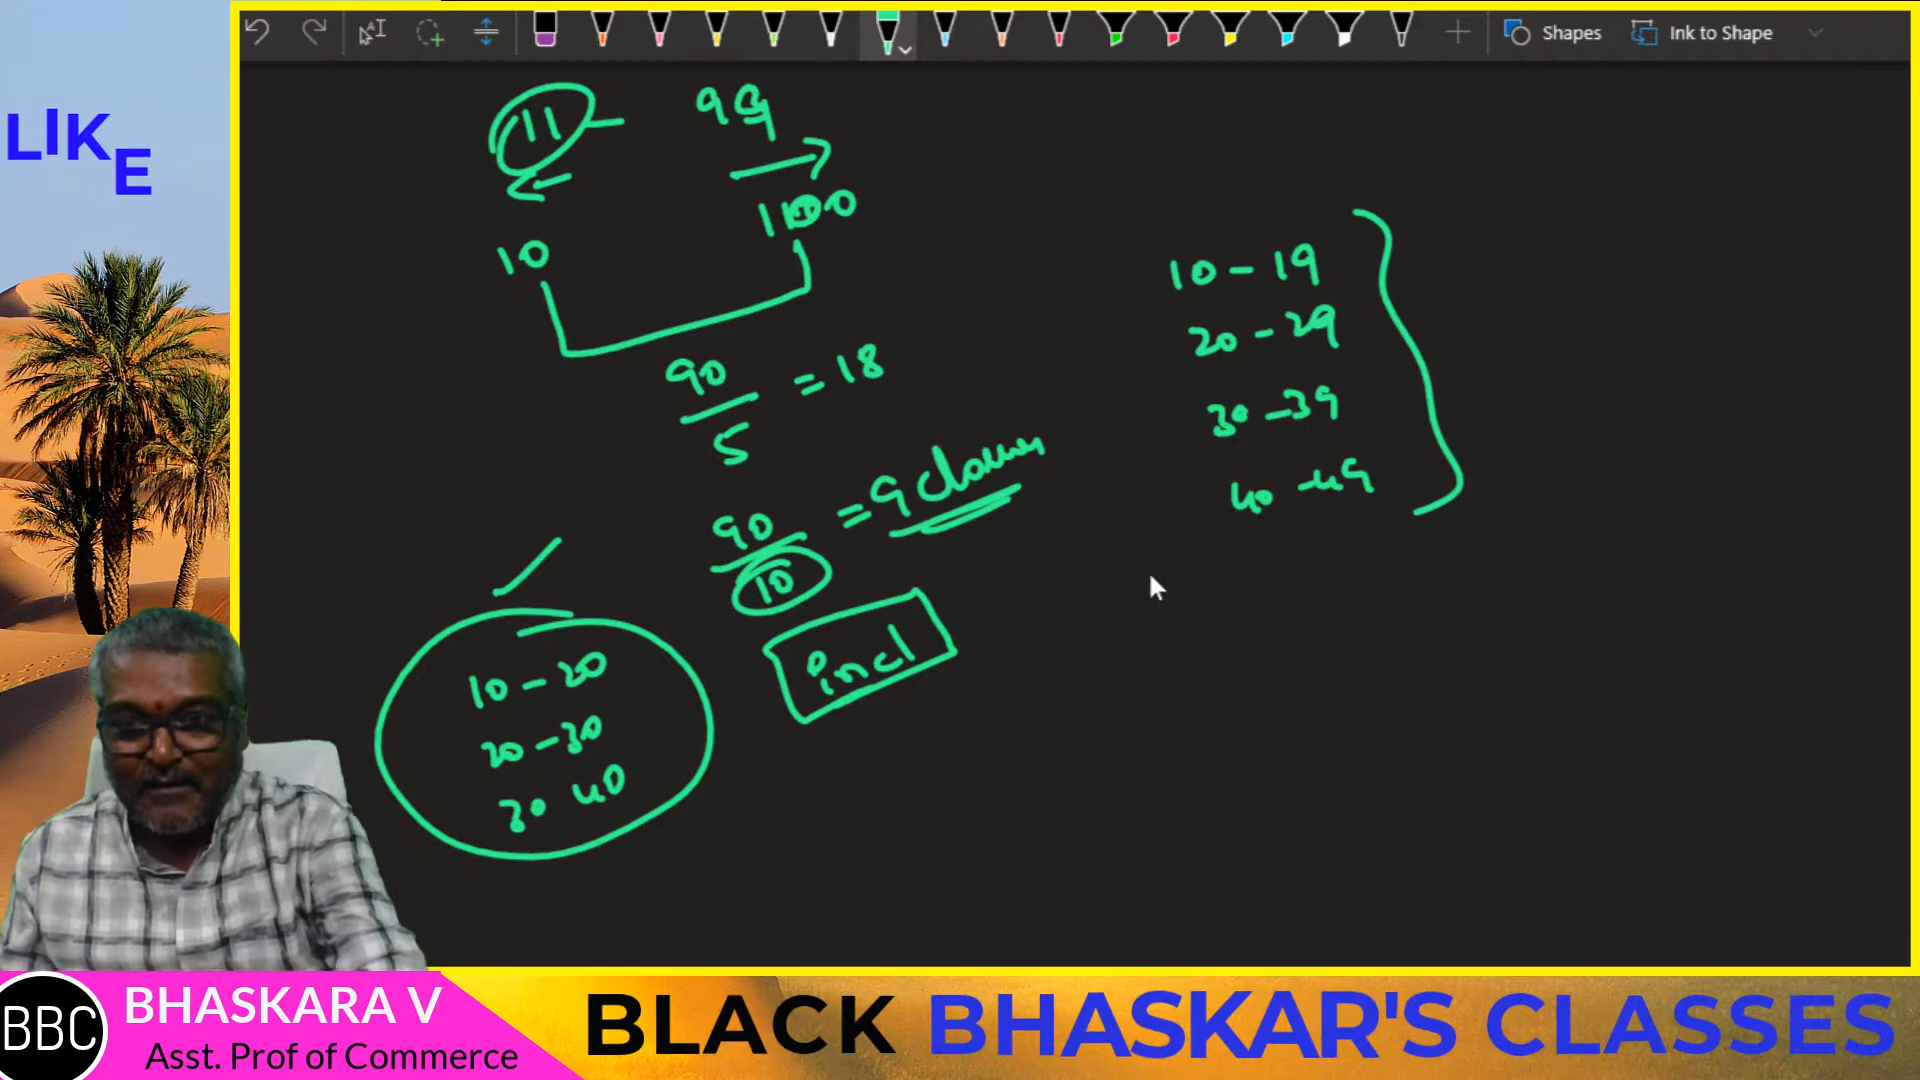 LIKE
Shapes
Ink to Shape
11 99
10 100
90/5 = 18
90/10 = 9 classes
incl
10 - 20
20 - 30
30 40
10 - 19
20 - 29
30 - 39
40 - 49
BBC
BHASKARA V
Asst. Prof of Commerce
BLACK BHASKAR'S CLASSES